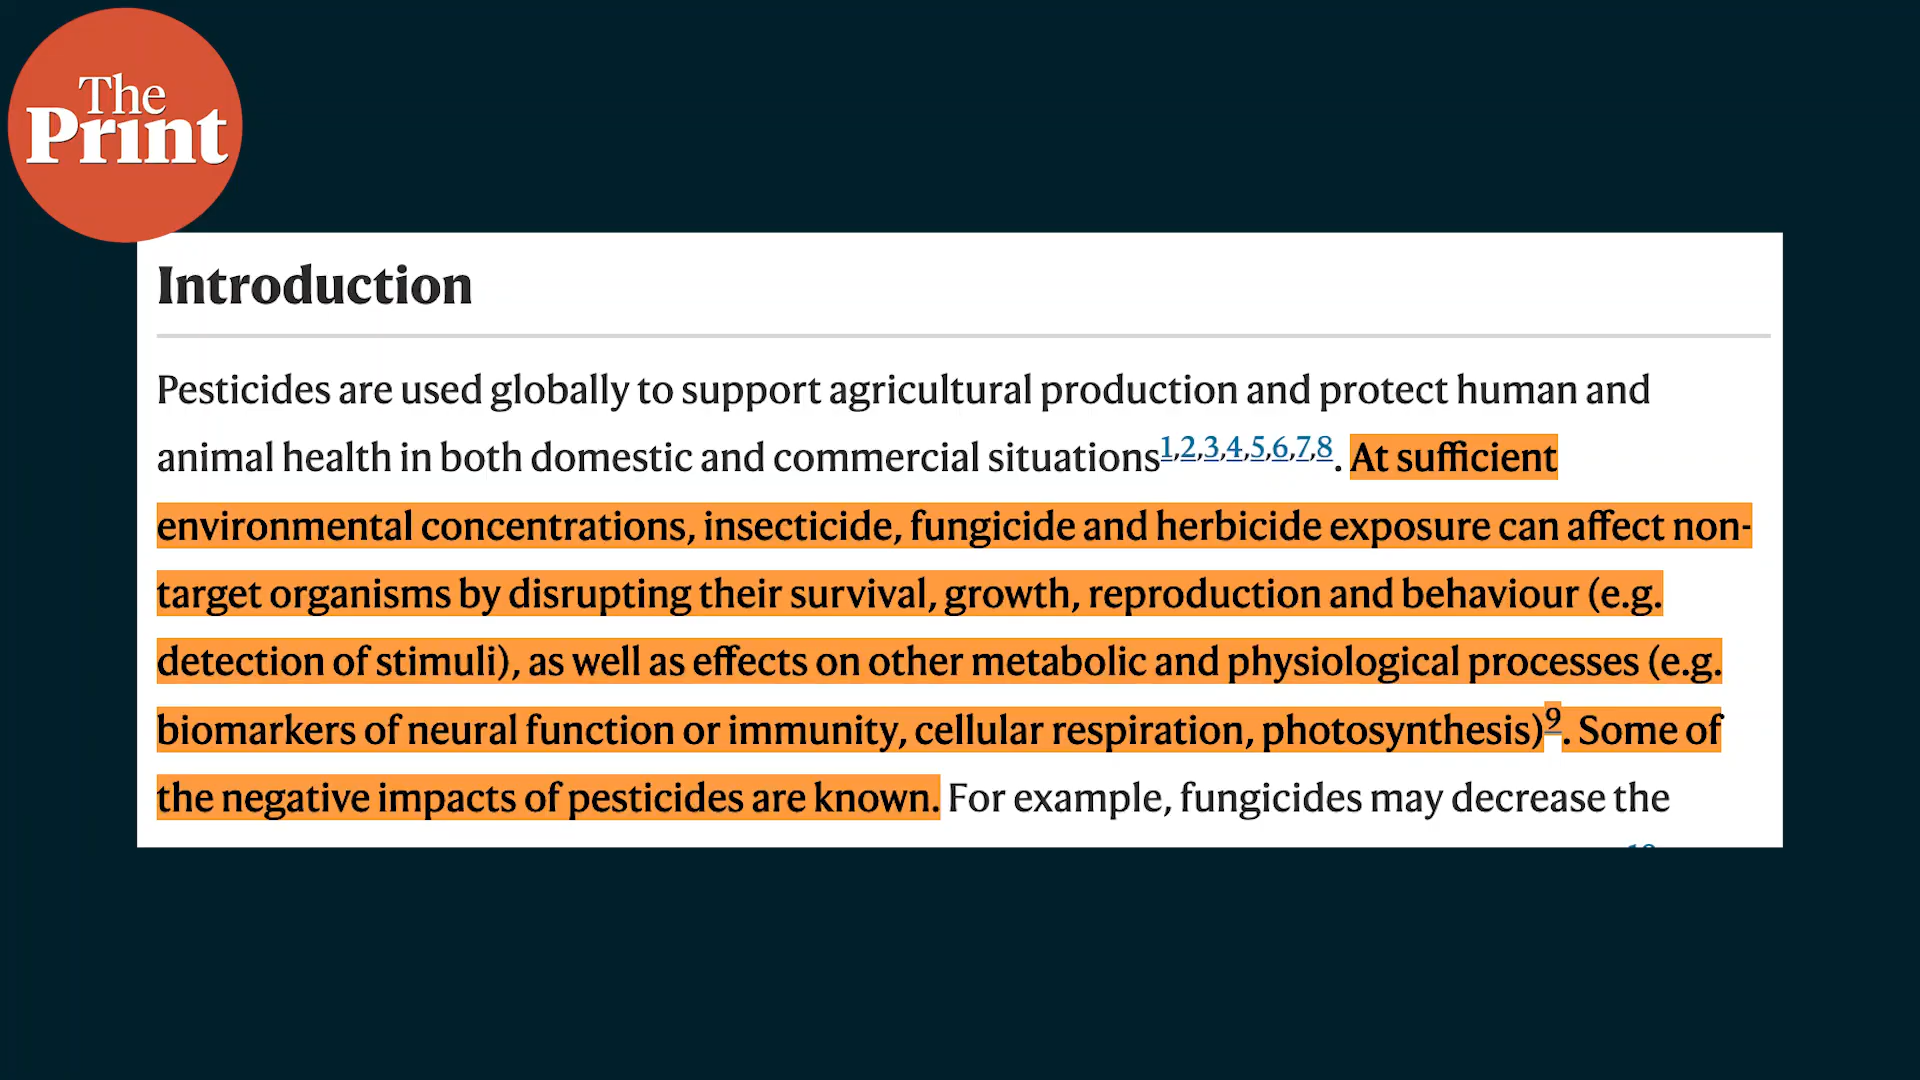 The
Print
Introduction
Pesticides are used globally to support agricultural production and protect human and
animal health in both domestic and commercial situations1,2,3,4,5,6,7,8. At sufficient
environmental concentrations, insecticide, fungicide and herbicide exposure can affect non-
target organisms by disrupting their survival, growth, reproduction and behaviour (e.g.
detection of stimuli), as well as effects on other metabolic and physiological processes (e.g.
biomarkers of neural function or immunity, cellular respiration, photosynthesis)9. Some of
the negative impacts of pesticides are known. For example, fungicides may decrease the